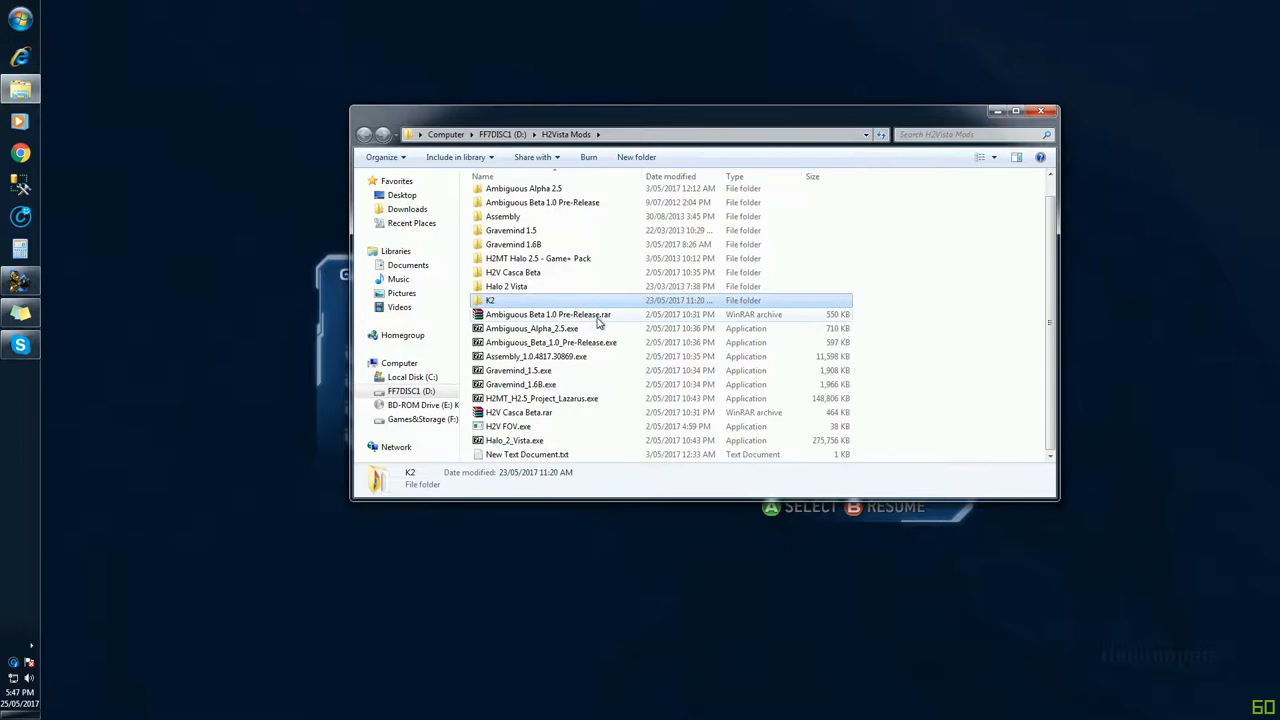 Computer FF7DISC1 (D:) H2Vista Mods Search H2Vista Mods
Organize Include in library Share with Burn New folder
Name Date modified Type Size
Favorites
Desktop
Downloads
Recent Places
Libraries
Documents
Music
Pictures
Videos
Homegroup
Computer
Local Disk (C:)
FF7DISC1 (D:)
BD-ROM Drive (E:) K
Games&Storage (F:)
Network
Ambiguous Alpha 2.5 3/05/2017 12:12 AM File folder
Ambiguous Beta 1.0 Pre-Release 9/07/2012 2:04 PM File folder
Assembly 30/08/2013 3:45 PM File folder
Gravemind 1.5 22/03/2013 10:29 ... File folder
Gravemind 1.6B 3/05/2017 8:26 AM File folder
H2MT Halo 2.5 - Game+ Pack 3/05/2013 10:12 PM File folder
H2V Casca Beta 2/05/2017 10:35 PM File folder
Halo 2 Vista 23/03/2013 7:38 PM File folder
K2 23/05/2017 11:20 ... File folder
Ambiguous Beta 1.0 Pre-Release.rar 2/05/2017 10:31 PM WinRAR archive 550 KB
Ambiguous_Alpha_2.5.exe 2/05/2017 10:36 PM Application 828 KB
Ambiguous_Beta_1.0_Pre-Release.exe 2/05/2017 10:36 PM Application 597 KB
Assembly_1.0.4817.30869.exe 2/05/2017 10:35 PM Application 11,598 KB
Gravemind_1.5.exe 2/05/2017 10:34 PM Application 1,908 KB
Gravemind_1.6B.exe 2/05/2017 10:34 PM Application 1,966 KB
H2MT_H2.5_Project_Lazarus.exe 2/05/2017 10:43 PM Application 148,806 KB
H2V Casca Beta.rar 2/05/2017 10:31 PM WinRAR archive 464 KB
H2V FOV.exe 2/05/2017 4:59 PM Application 38 KB
Halo_2_Vista.exe 2/05/2017 10:43 PM Application 275,756 KB
New Text Document.txt 3/05/2017 12:33 AM Text Document 1 KB
K2 Date modified: 23/05/2017 11:20 AM
File folder
A SELECT B RESUME
5:47 PM
25/05/2017
60